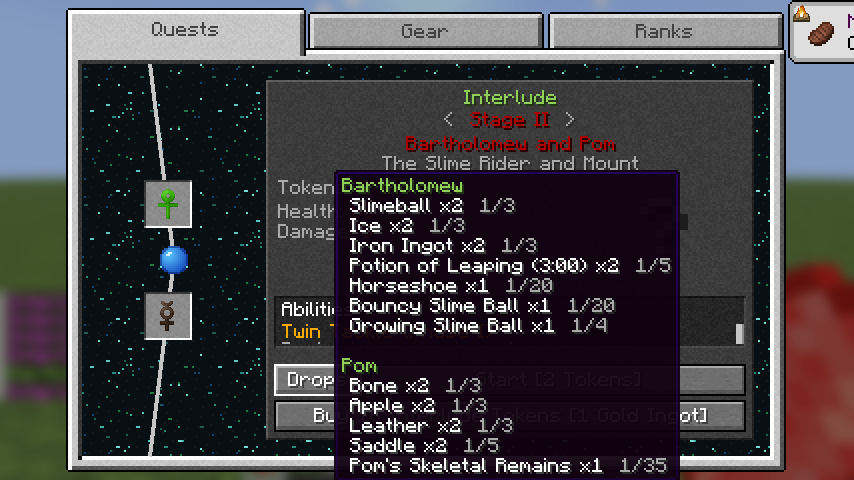 Quests
Gear
Ranks
Interlude
< Stage II >
Bartholomew and Pom
The Slime Rider and Mount
Token
Health
Damag
Abilitie
Twin
Drop
Start [2 Tokens]
Bu
Tokens [1 Gold Ingot]
Bartholomew
Slimeball x2 1/3
Ice x2 1/3
Iron Ingot x2 1/3
Potion of Leaping (3:00) x2 1/5
Horseshoe x1 1/20
Bouncy Slime Ball x1 1/20
Growing Slime Ball x1 1/4
Pom
Bone x2 1/3
Apple x2 1/3
Leather x2 1/3
Saddle x2 1/5
Pom's Skeletal Remains x1 1/35